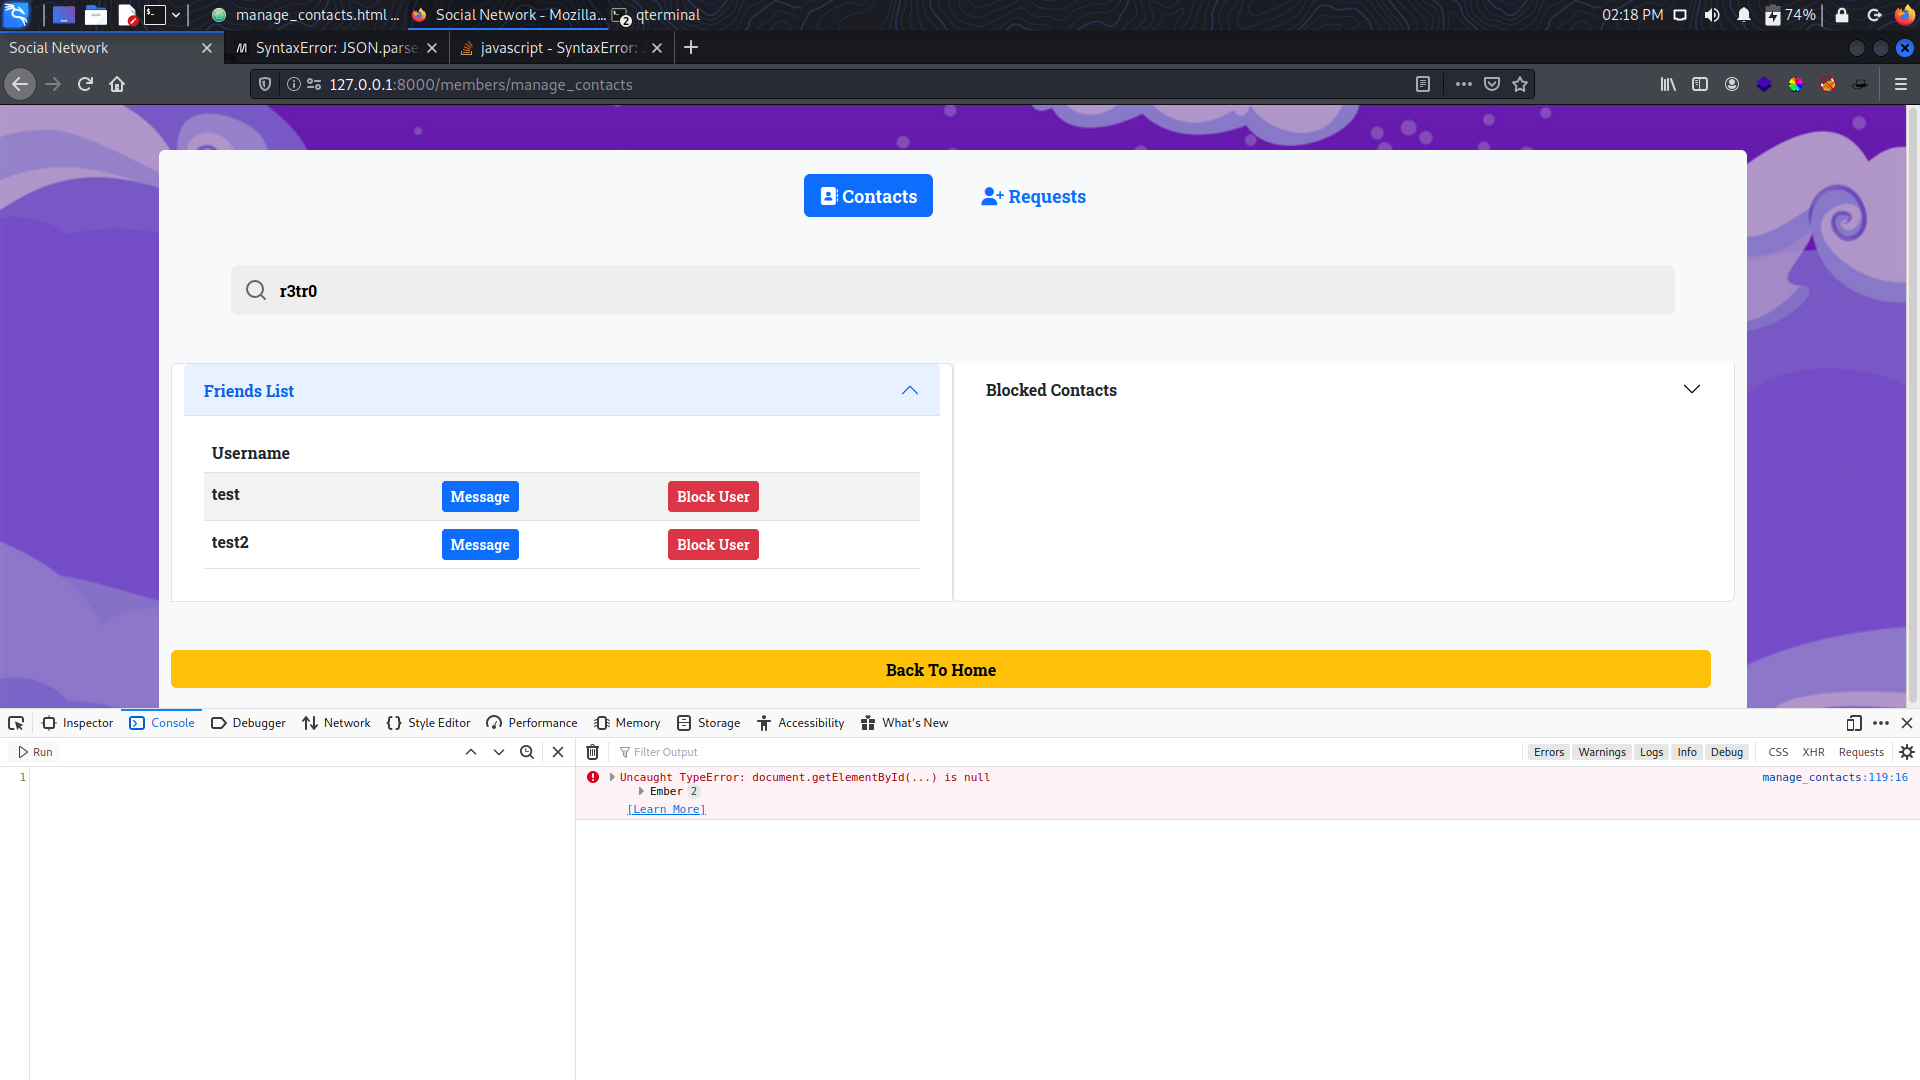 manage_contacts.html ...
Social Network - Mozilla...
2
qterminal
02:18 PM
74%
Social Network
SyntaxError: JSON.parse
javascript - SyntaxError:
127.0.0.1:8000/members/manage_contacts
Contacts
Requests
r3tr0
Friends List
Blocked Contacts
Username
test
Message
Block User
test2
Message
Block User
Back To Home
Inspector
Console
Debugger
Network
Style Editor
Performance
Memory
Storage
Accessibility
What's New
Run
Filter Output
Errors
Warnings
Logs
Info
Debug
CSS
XHR
Requests
1
Uncaught TypeError: document.getElementById(...) is null
manage_contacts:119:16
Ember 2
[Learn More]